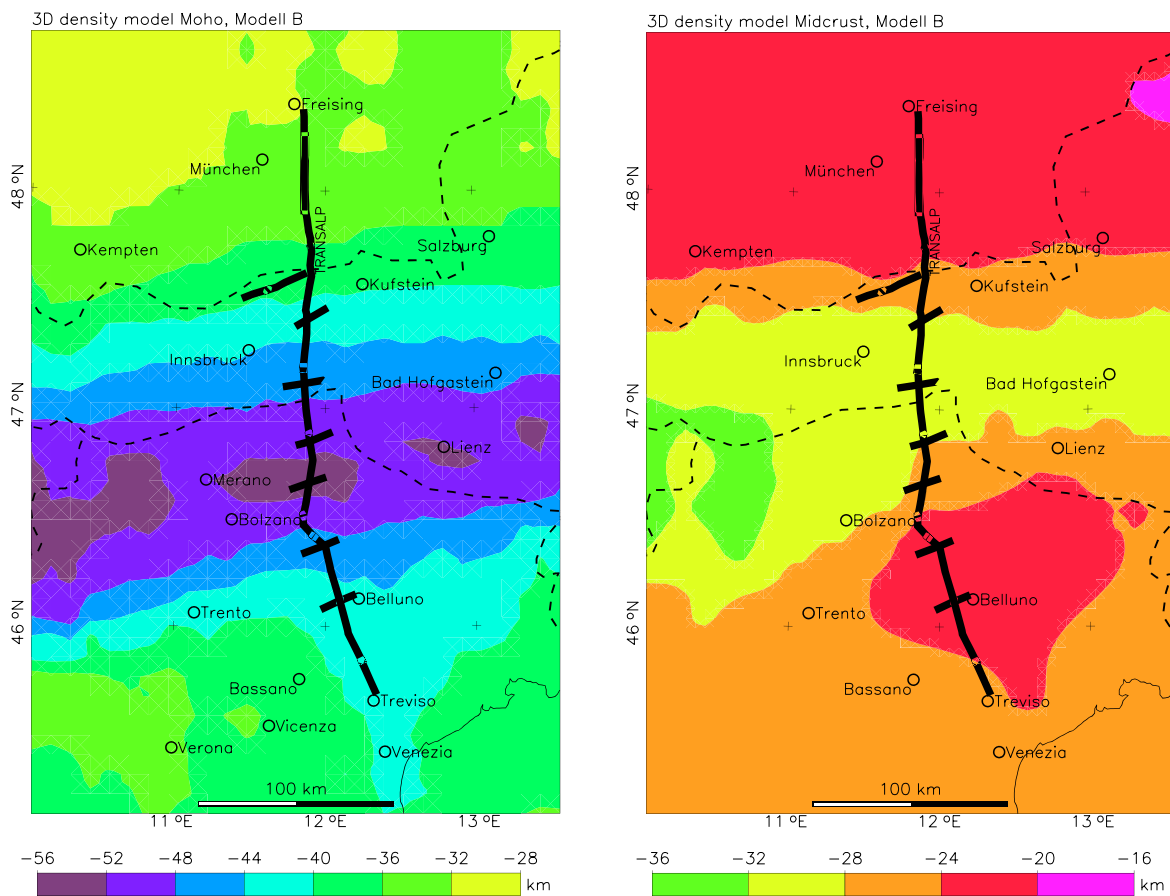 3D density model Moho, Modell B
Freising
München
48 °N
TRANSALP
Kempten
Salzburg
Kufstein
Innsbruck
Bad Hofgastein
47 °N
Lienz
Merano
Bolzano
Belluno
Trento
46 °N
Bassano
Treviso
Vicenza
Verona
Venezia
100 km
11 °E 12 °E 13 °E
-56 -52 -48 -44 -40 -36 -32 -28
km
3D density model Midcrust, Modell B
Freising
München
48 °N
TRANSALP
Kempten
Salzburg
Kufstein
Innsbruck
Bad Hofgastein
47 °N
Lienz
Bolzano
Belluno
Trento
46 °N
Bassano
Treviso
Venezia
100 km
11 °E 12 °E 13 °E
-36 -32 -28 -24 -20 -16
km